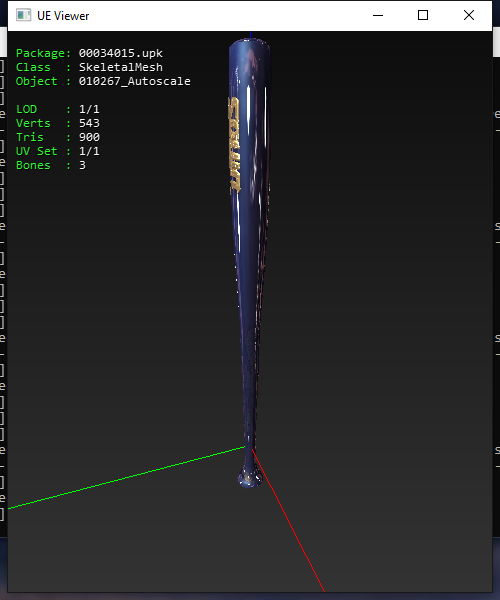 UE Viewer
Package: 00034015.upk
Class : SkeletalMesh
Object : 010267_Autoscale
LOD : 1/1
Verts : 543
Tris : 900
UV Set : 1/1
Bones : 3